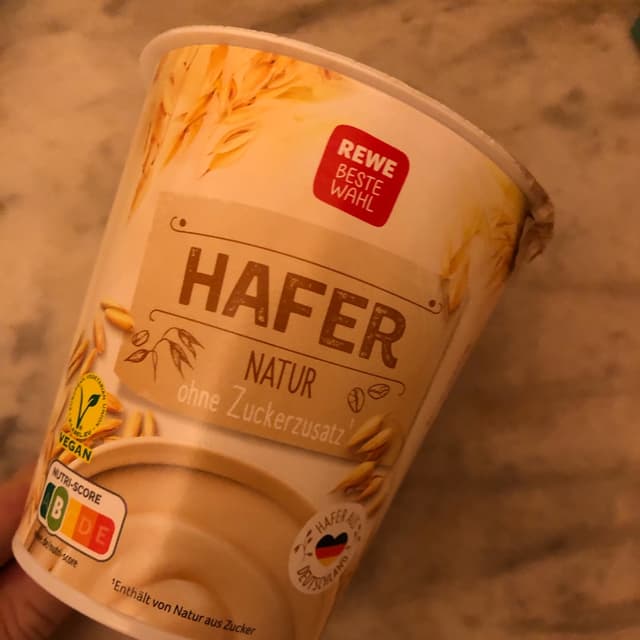 REWE
BESTE
WAHL
HAFER
NATUR
ohne Zuckerzusatz¹
VEGAN
NUTRI-SCORE
B D E
HAFER AUS
DEUTSCHLAND
¹Enthält von Natur aus Zucker